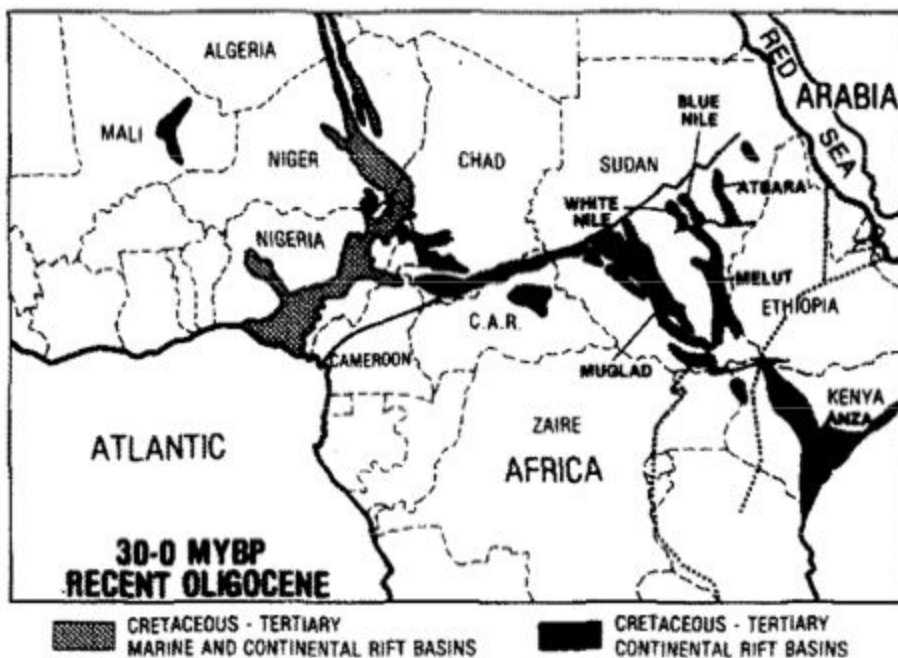 ALGERIA
RED
SEA
ARABIA
MALI
BLUE
NILE
NIGER
CHAD
SUDAN
ATBARA
WHITE
NILE
NIGERIA
MELUT
ETHIOPIA
C.A.R.
CAMEROON
MUGLAD
KENYA
ANZA
ZAIRE
ATLANTIC
AFRICA
30-0 MYBP
RECENT OLIGOCENE
CRETACEOUS - TERTIARY
MARINE AND CONTINENTAL RIFT BASINS
CRETACEOUS - TERTIARY
CONTINENTAL RIFT BASINS